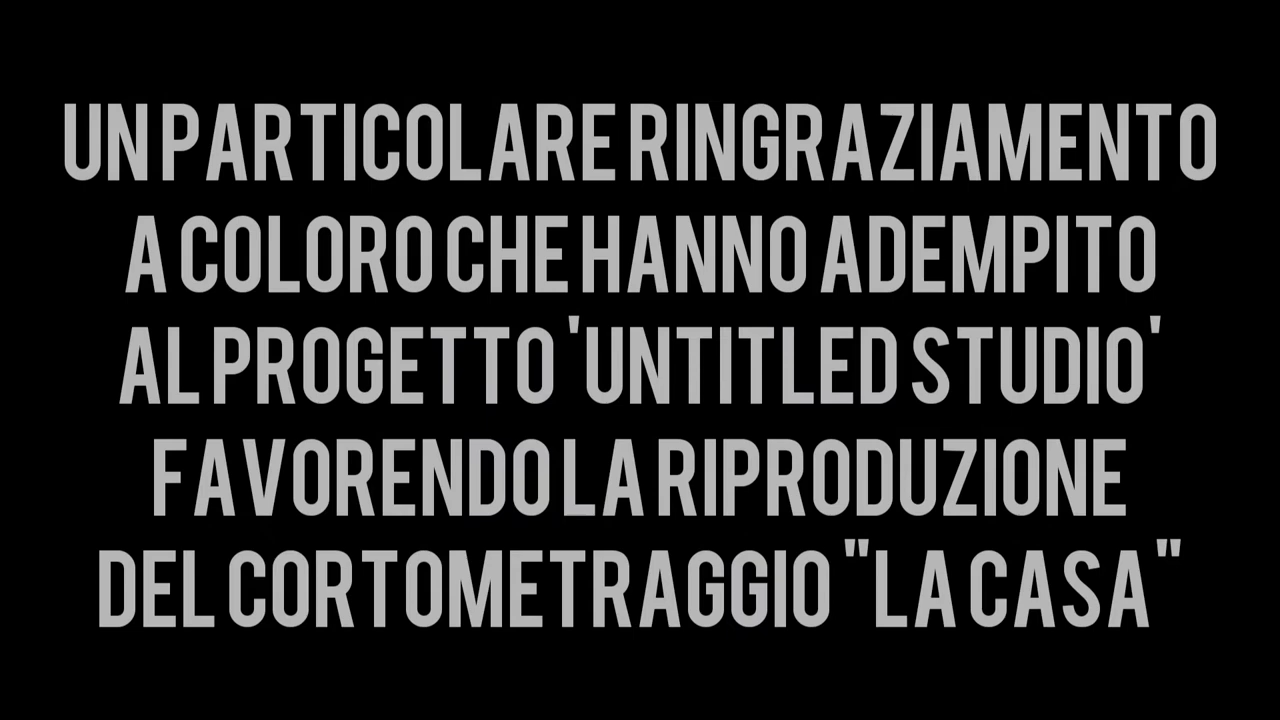 UN PARTICOLARE RINGRAZIAMENTO
A COLORO CHE HANNO ADEMPITO
AL PROGETTO 'UNTITLED STUDIO'
FAVORENDO LA RIPRODUZIONE
DEL CORTOMETRAGGIO "LA CASA"